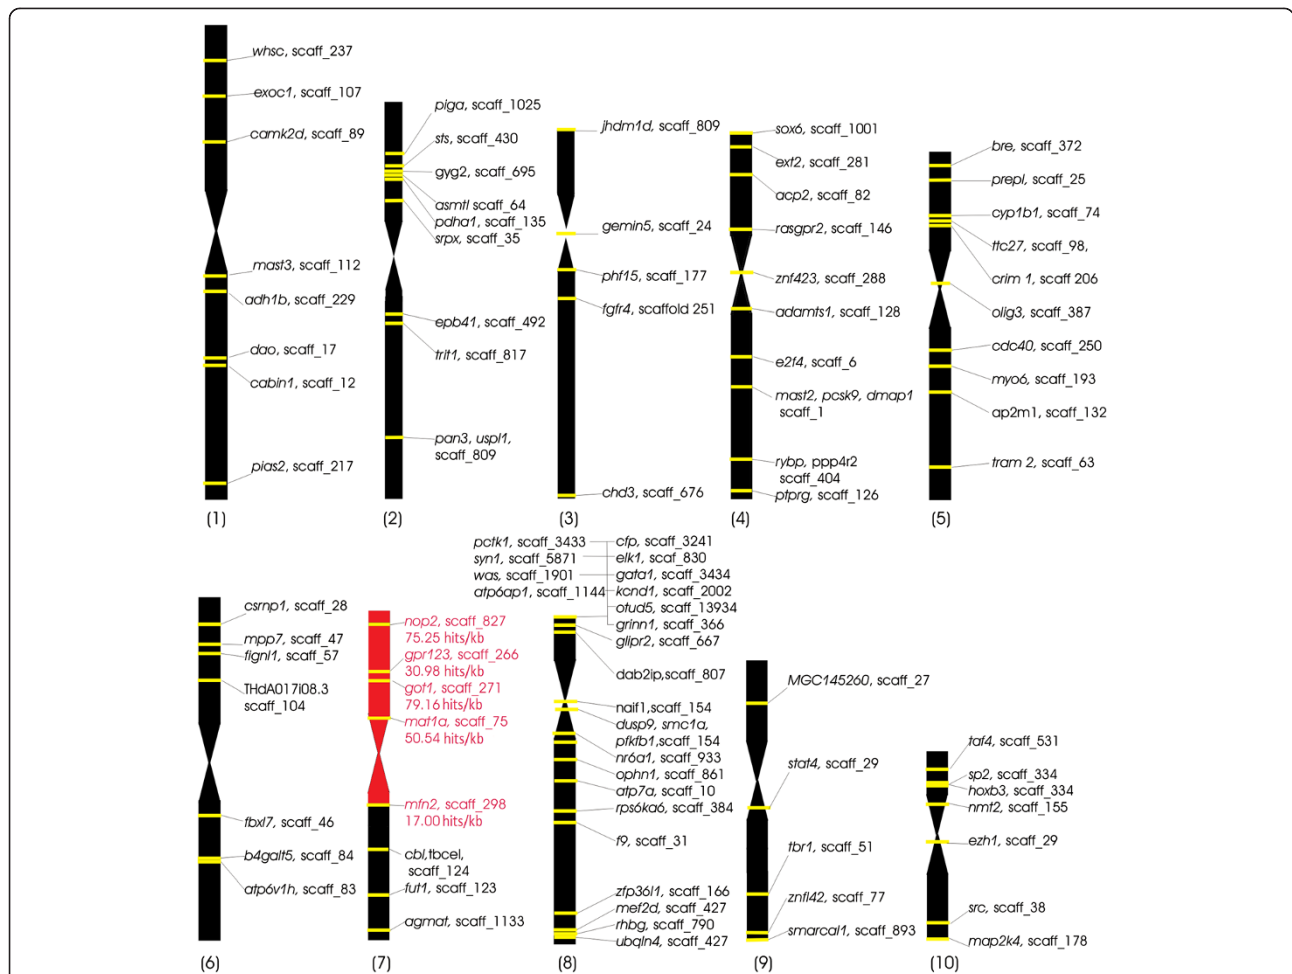 whsc, scaff_237
exoc1, scaff_107
camk2d, scaff_89
mast3, scaff_112
adh1b, scaff_229
dao, scaff_17
cabin1, scaff_12
pias2, scaff_217
(1)
piga, scaff_1025
sts, scaff_430
gyg2, scaff_695
asmtl scaff_64
pdha1, scaff_135
srpx, scaff_35
epb41, scaff_492
trit1, scaff_817
pan3, uspl1,
scaff_809
(2)
jhdm1d, scaff_809
gemin5, scaff_24
phf15, scaff_177
fgfr4, scaffold 251
chd3, scaff_676
(3)
sox6, scaff_1001
ext2, scaff_281
acp2, scaff_82
rasgpr2, scaff_146
znf423, scaff_288
adamts1, scaff_128
e2f4, scaff_6
mast2, pcsk9, dmap1
scaff_1
rybp, ppp4r2
scaff_404
ptprg, scaff_126
(4)
bre, scaff_372
prepl, scaff_25
cyp1b1, scaff_74
ttc27, scaff_98,
crim 1, scaff 206
olig3, scaff_387
cdc40, scaff_250
myo6, scaff_193
ap2m1, scaff_132
tram 2, scaff_63
(5)
csrnp1, scaff_28
mpp7, scaff_47
fignl1, scaff_57
THdA017I08.3
scaff_104
fbxl7, scaff_46
b4galt5, scaff_84
atp6v1h, scaff_83
(6)
nop2, scaff_827
75.25 hits/kb
gpr123, scaff_266
30.98 hits/kb
got1, scaff_271
79.16 hits/kb
mat1a, scaff_75
50.54 hits/kb
mfn2, scaff_298
17.00 hits/kb
cbl,tbcel,
scaff_124
fut1, scaff_123
agmat, scaff_1133
(7)
pctk1, scaff_3433
syn1, scaff_5871
was, scaff_1901
atp6ap1, scaff_1144
cfp, scaff_3241
elk1, scaf_830
gata1, scaff_3434
kcnd1, scaff_2002
otud5, scaff_13934
grinn1, scaff_366
glipr2, scaff_667
dab2ip,scaff_807
naif1,scaff_154
dusp9, smc1a,
pfkfb1,scaff_154
nr6a1, scaff_933
ophn1, scaff_861
atp7a, scaff_10
rps6ka6, scaff_384
f9, scaff_31
zfp36l1, scaff_166
mef2d, scaff_427
rhbg, scaff_790
ubqln4, scaff_427
(8)
MGC145260, scaff_27
stat4, scaff_29
tbr1, scaff_51
znfl42, scaff_77
smarcal1, scaff_893
(9)
taf4, scaff_531
sp2, scaff_334
hoxb3, scaff_334
nmt2, scaff_155
ezh1, scaff_29
src, scaff_38
map2k4, scaff_178
(10)